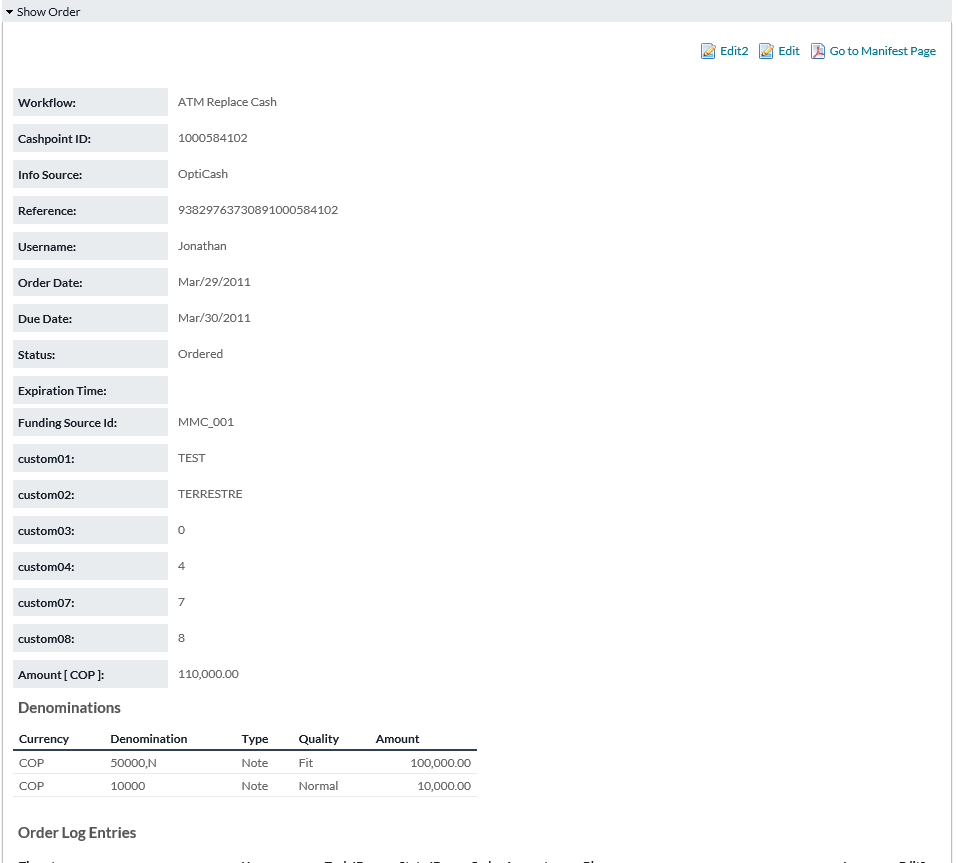 Show Order
Edit2 Edit Go to Manifest Page
Workflow: ATM Replace Cash
Cashpoint ID: 1000584102
Info Source: OptiCash
Reference: 93829763730891000584102
Username: Jonathan
Order Date: Mar/29/2011
Due Date: Mar/30/2011
Status: Ordered
Expiration Time:
Funding Source Id: MMC_001
custom01: TEST
custom02: TERRESTRE
custom03: 0
custom04: 4
custom07: 7
custom08: 8
Amount [ COP ]: 110,000.00
Denominations
Currency Denomination Type Quality Amount
COP 50000,N Note Fit 100,000.00
COP 10000 Note Normal 10,000.00
Order Log Entries